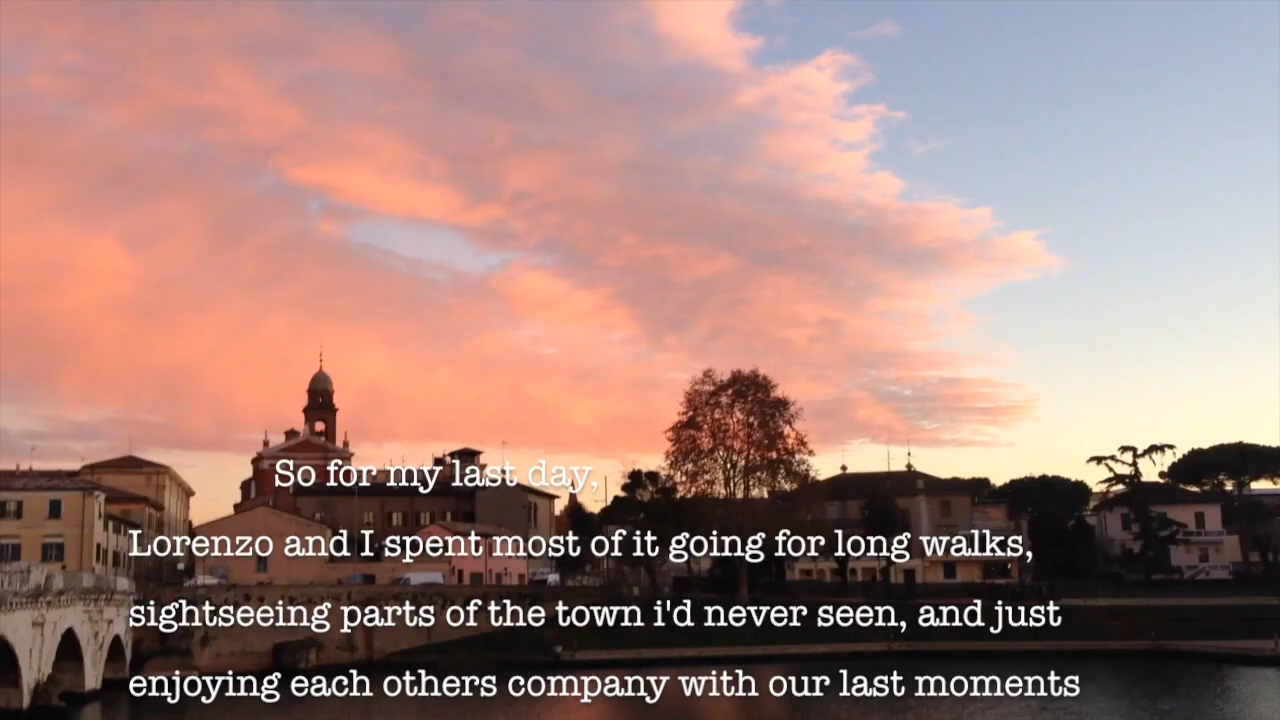 So for my last day,
Lorenzo and I spent most of it going for long walks,
sightseeing parts of the town i'd never seen, and just
enjoying each others company with our last moments